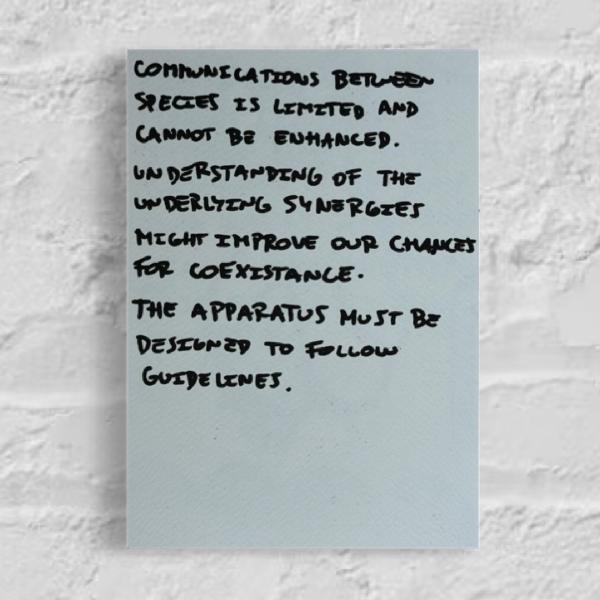 COMMUNICATIONS BETWEEN
SPECIES IS LIMITED AND
CANNOT BE ENHANCED.
UNDERSTANDING OF THE
UNDERLYING SYNERGIES
MIGHT IMPROVE OUR CHANCES
FOR COEXISTANCE.
THE APPARATUS MUST BE
DESIGNED TO FOLLOW
GUIDELINES.